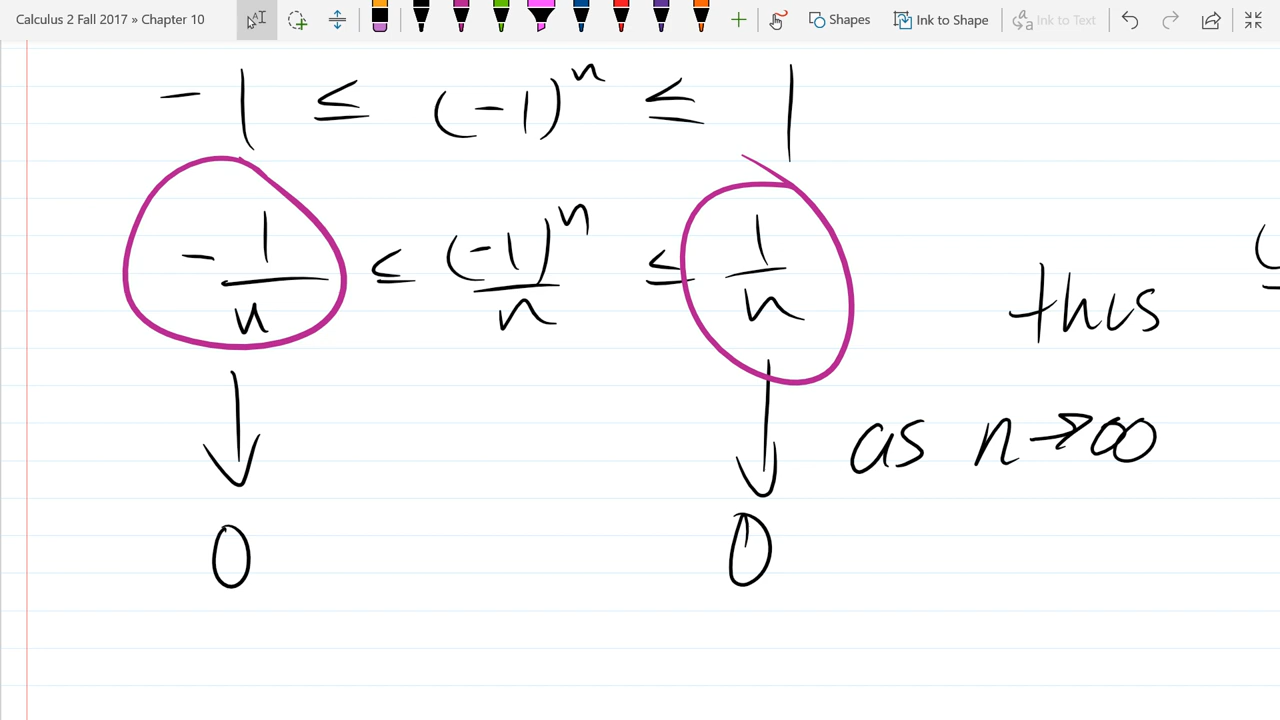 Calculus 2 Fall 2017 » Chapter 10 Shapes Ink to Shape Ink to Text
-1 ≤ (-1)^n ≤ 1
-1/n ≤ (-1)^n/n ≤ 1/n thus (
as n→∞
0 0